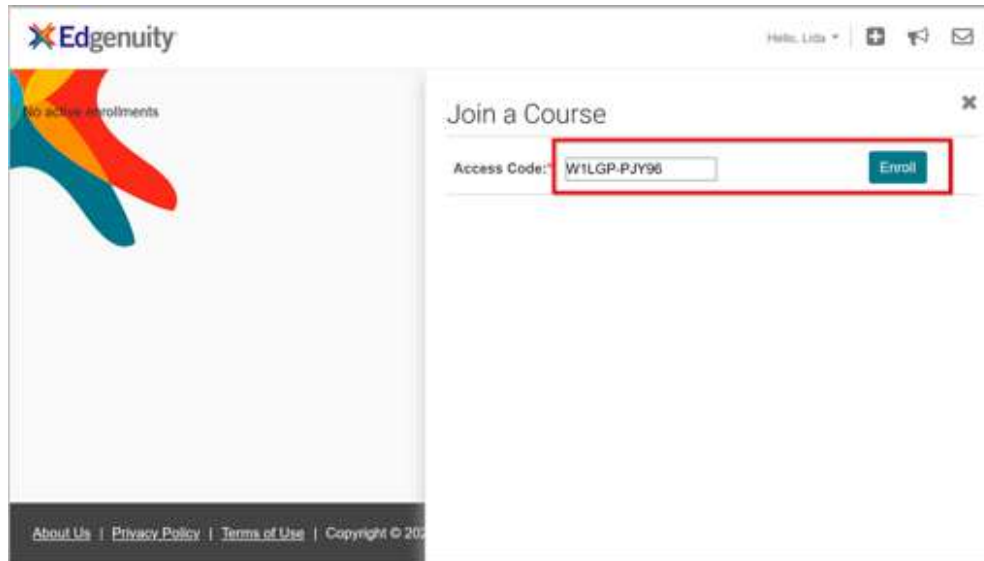 Edgenuity
Hello, Lida
No active enrollments
Join a Course
Access Code:*
W1LGP-PJY96
Enroll
About Us | Privacy Policy | Terms of Use | Copyright © 202